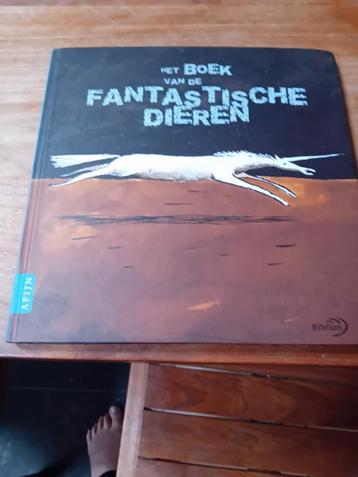 HET BOEK
VAN DE
FANTASTISCHE
DIEREN
AFIJN
Biblion